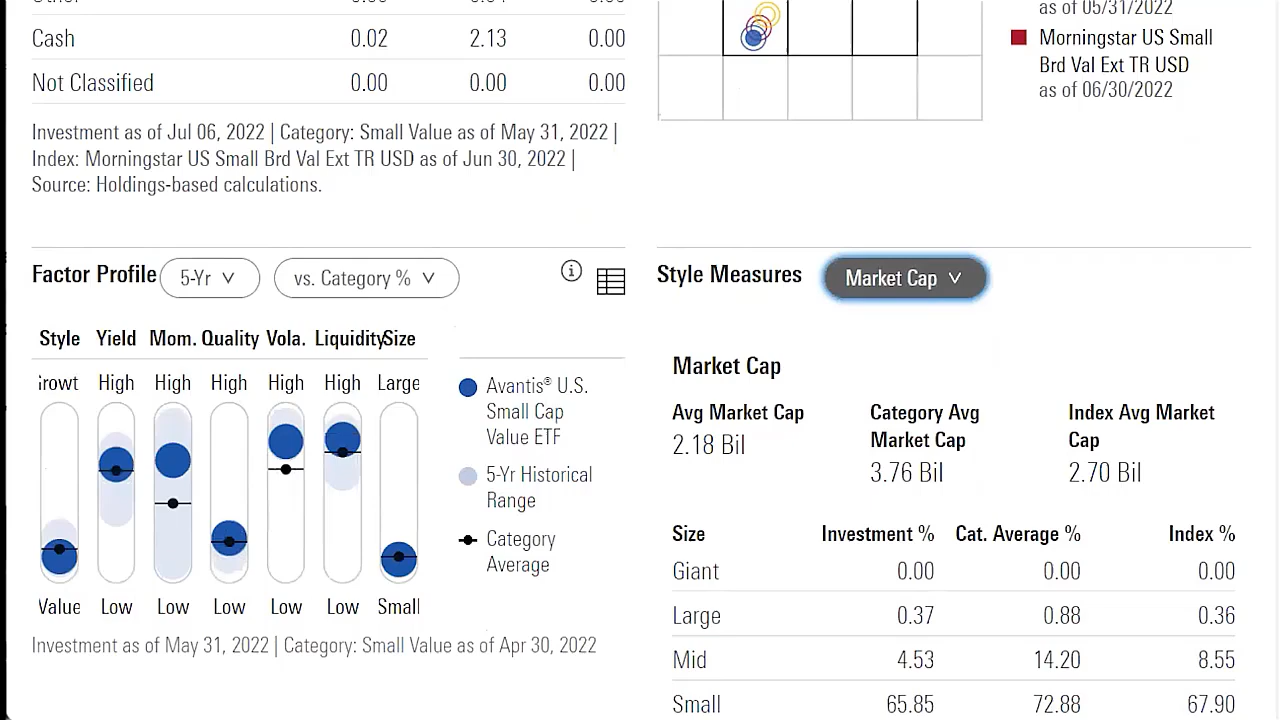 as of 05/31/2022
Cash 0.02 2.13 0.00
Not Classified 0.00 0.00 0.00
Investment as of Jul 06, 2022 | Category: Small Value as of May 31, 2022 |
Index: Morningstar US Small Brd Val Ext TR USD as of Jun 30, 2022 |
Source: Holdings-based calculations.
Morningstar US Small
Brd Val Ext TR USD
as of 06/30/2022
Factor Profile 5-Yr vs. Category %
Style Yield Mom. Quality Vola. Liquidity Size
High High High High High Large
Value Low Low Low Low Low Small
Avantis® U.S.
Small Cap
Value ETF
5-Yr Historical
Range
Category
Average
Investment as of May 31, 2022 | Category: Small Value as of Apr 30, 2022
Style Measures Market Cap
Market Cap
Avg Market Cap
2.18 Bil
Category Avg
Market Cap
3.76 Bil
Index Avg Market
Cap
2.70 Bil
Size Investment % Cat. Average % Index %
Giant 0.00 0.00 0.00
Large 0.37 0.88 0.36
Mid 4.53 14.20 8.55
Small 65.85 72.88 67.90